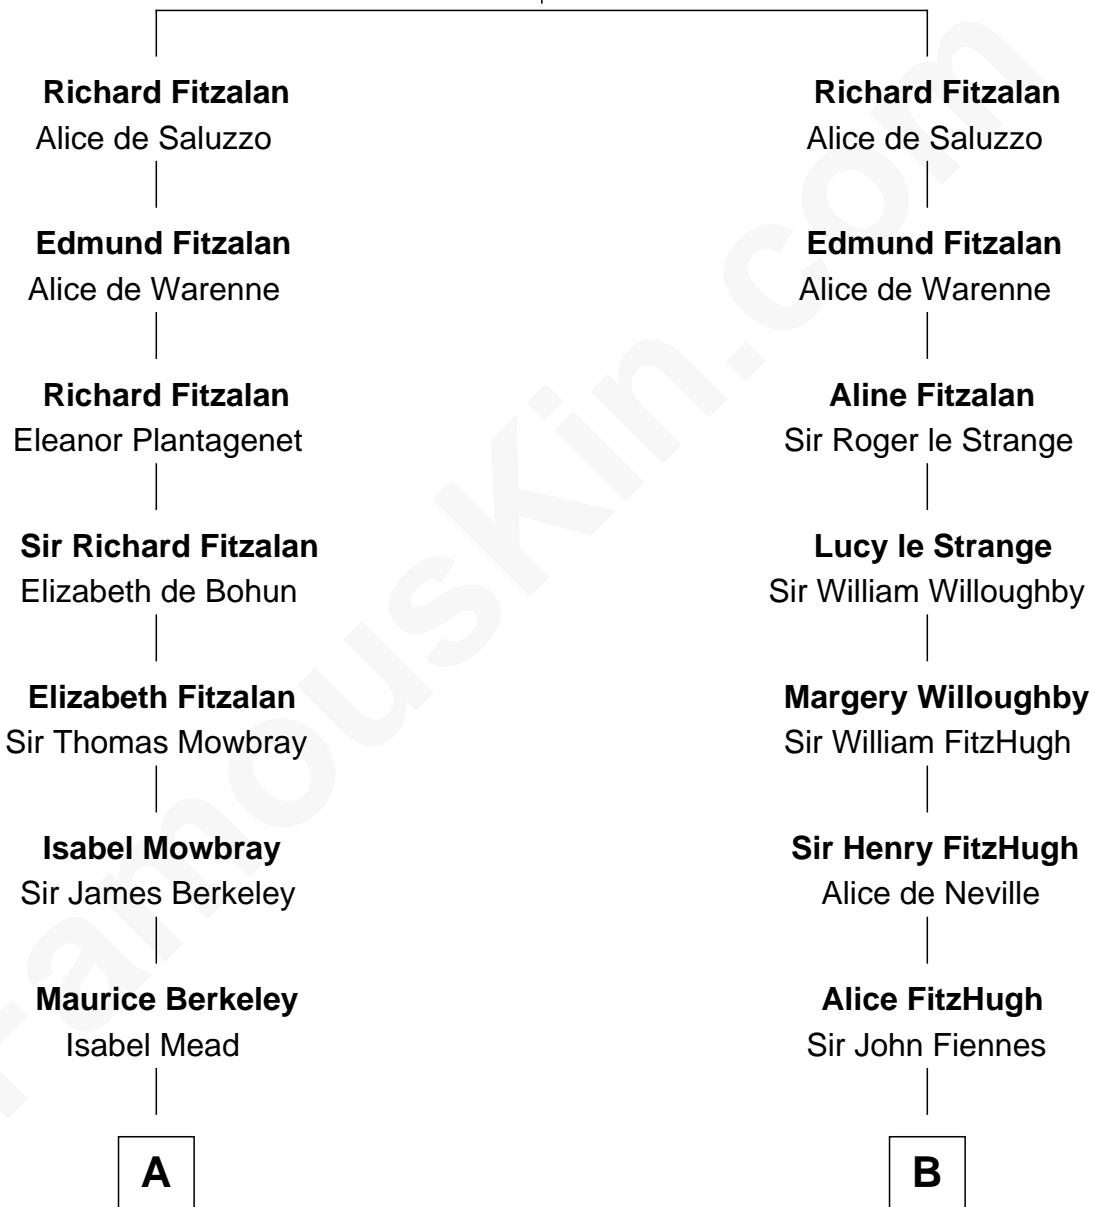 Richard Fitzalan
Alice de Saluzzo
Edmund Fitzalan
Alice de Warenne
Richard Fitzalan
Eleanor Plantagenet
Sir Richard Fitzalan
Elizabeth de Bohun
Elizabeth Fitzalan
Sir Thomas Mowbray
Isabel Mowbray
Sir James Berkeley
Maurice Berkeley
Isabel Mead
A
Richard Fitzalan
Alice de Saluzzo
Edmund Fitzalan
Alice de Warenne
Aline Fitzalan
Sir Roger le Strange
Lucy le Strange
Sir William Willoughby
Margery Willoughby
Sir William FitzHugh
Sir Henry FitzHugh
Alice de Neville
Alice FitzHugh
Sir John Fiennes
B
FamousKin.com